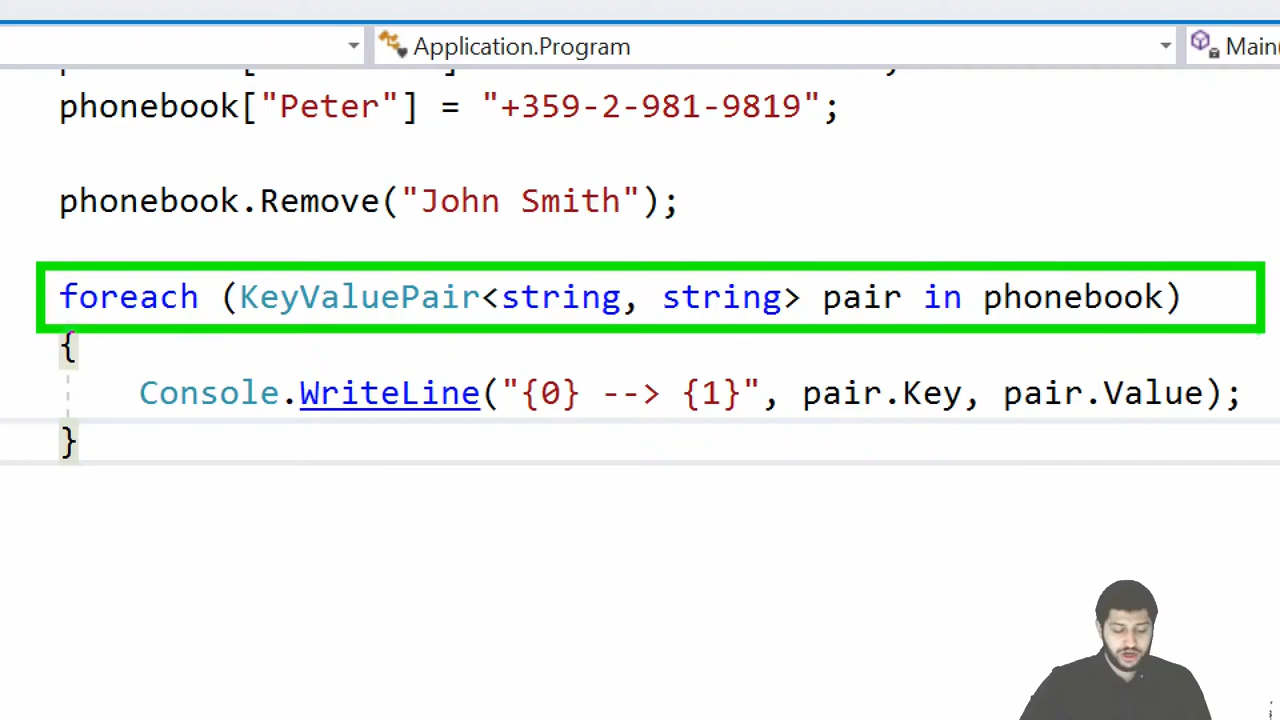 Application.Program
Main(
phonebook["Peter"] = "+359-2-981-9819";
phonebook.Remove("John Smith");
foreach (KeyValuePair<string, string> pair in phonebook)
{
Console.WriteLine("{0} --> {1}", pair.Key, pair.Value);
}